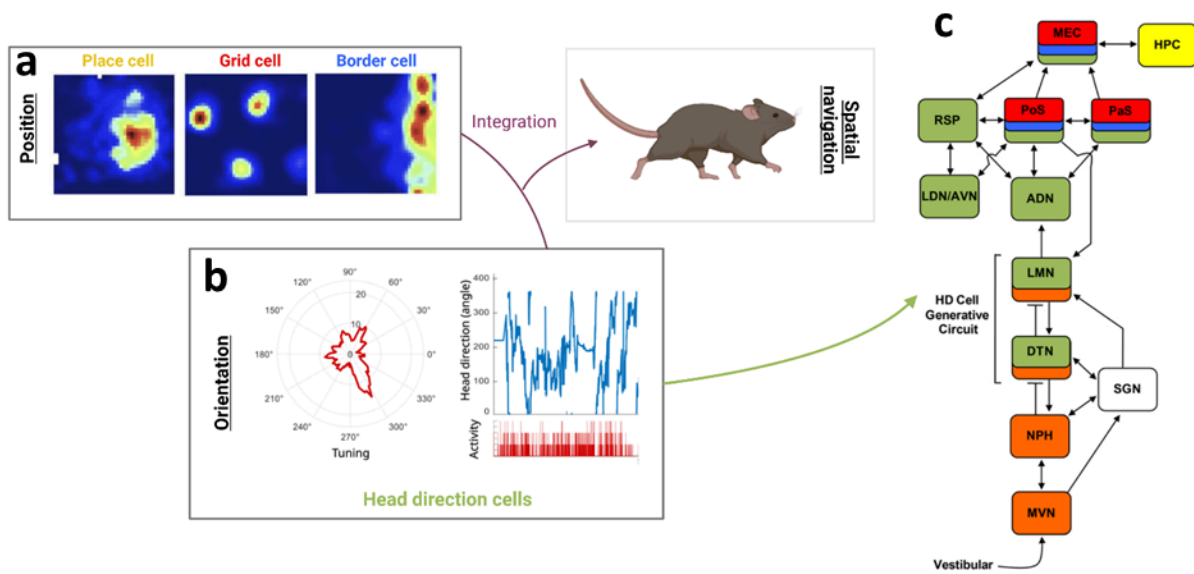 a
Position
Place cell
Grid cell
Border cell
Integration
Spatial
navigation
b
Orientation
90°
120°
60°
150°
30°
180°
0°
210°
330°
240°
300°
270°
20
10
0
Tuning
Head direction (angle)
400
300
200
100
0
Activity
Head direction cells
c
MEC
HPC
RSP
PoS
PaS
LDN/AVN
ADN
LMN
HD Cell
Generative
Circuit
DTN
SGN
NPH
MVN
Vestibular